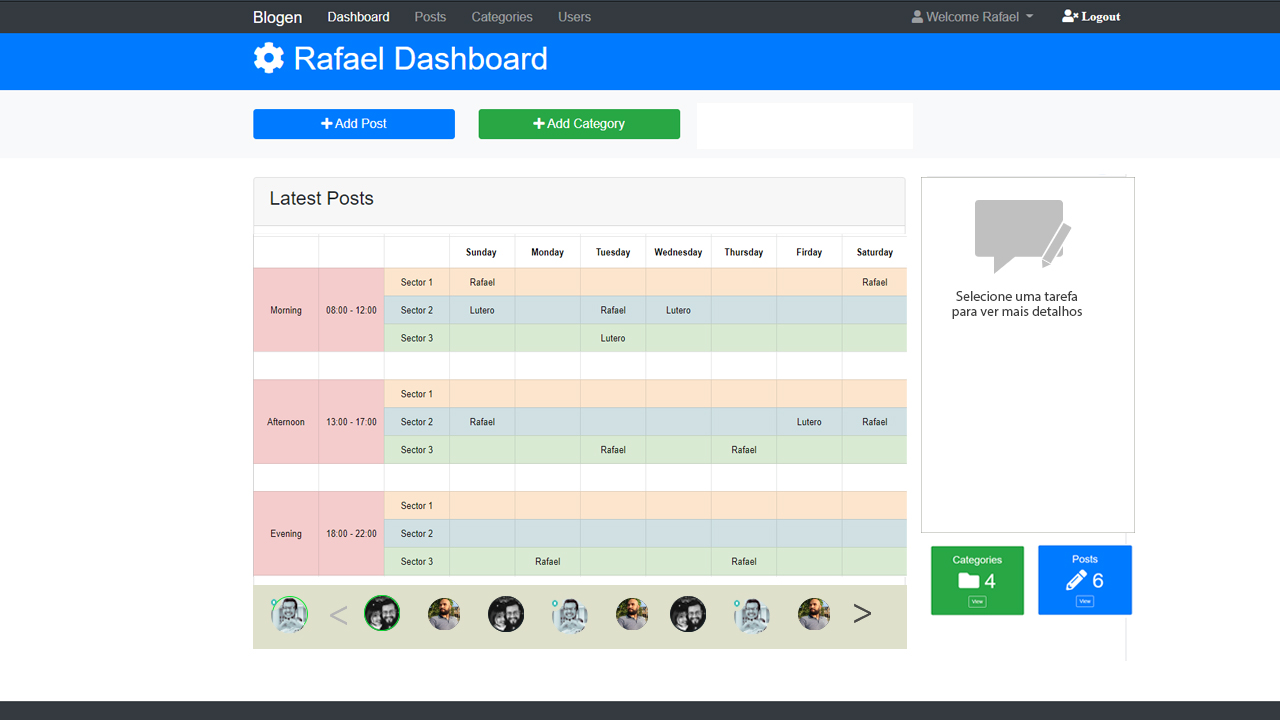 Blogen Dashboard Posts Categories Users Welcome Rafael Logout
Rafael Dashboard
Add Post Add Category
Latest Posts
Sunday Monday Tuesday Wednesday Thursday Firday Saturday
Morning 08:00 - 12:00
Sector 1 Rafael Rafael
Sector 2 Lutero Rafael Lutero
Sector 3 Lutero
Afternoon 13:00 - 17:00
Sector 1
Sector 2 Rafael Lutero Rafael
Sector 3 Rafael Rafael
Evening 18:00 - 22:00
Sector 1
Sector 2
Sector 3 Rafael Rafael
< >
Selecione uma tarefa
para ver mais detalhos
Categories
4
View
Posts
6
View